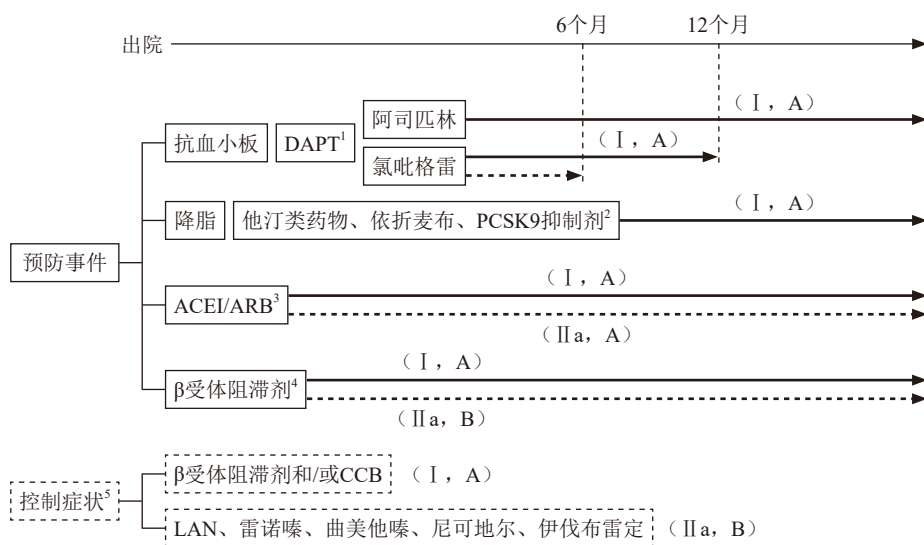 6个月 12个月
出院
（Ⅰ，A）
阿司匹林
抗血小板 DAPT1 （Ⅰ，A）
氯吡格雷
（Ⅰ，A）
降脂 他汀类药物、依折麦布、PCSK9抑制剂2
预防事件
（Ⅰ，A）
ACEI/ARB3
（Ⅱa，A）
（Ⅰ，A）
β受体阻滞剂4
（Ⅱa，B）
β受体阻滞剂和/或CCB （Ⅰ，A）
控制症状5
LAN、雷诺嗪、曲美他嗪、尼可地尔、伊伐布雷定 （Ⅱa，B）